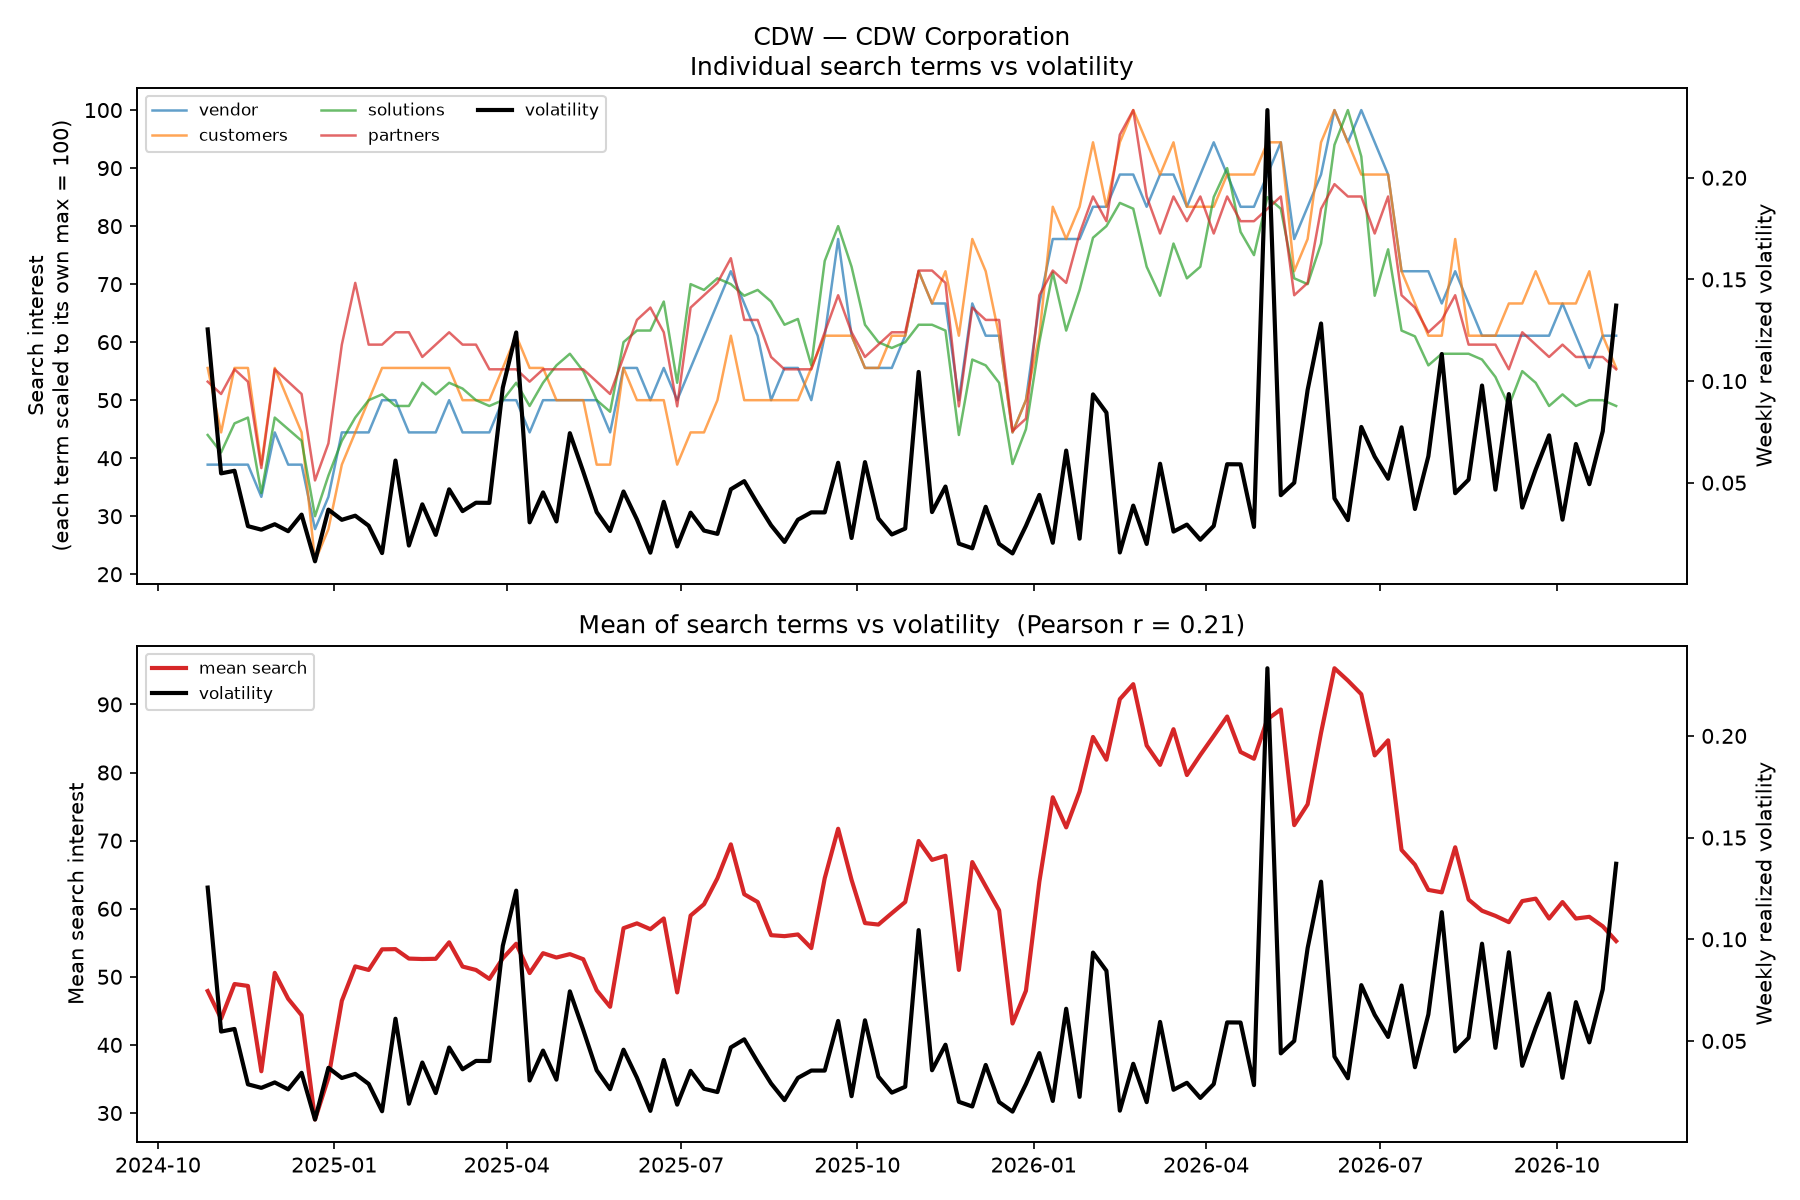 CDW — CDW Corporation
Individual search terms vs volatility
vendor
customers
solutions
partners
volatility
Search interest
(each term scaled to its own max = 100)
100
90
80
70
60
50
40
30
20
0.20
0.15
0.10
0.05
Weekly realized volatility
Mean of search terms vs volatility  (Pearson r = 0.21)
mean search
volatility
Mean search interest
90
80
70
60
50
40
30
0.20
0.15
0.10
0.05
Weekly realized volatility
2024-10
2025-01
2025-04
2025-07
2025-10
2026-01
2026-04
2026-07
2026-10